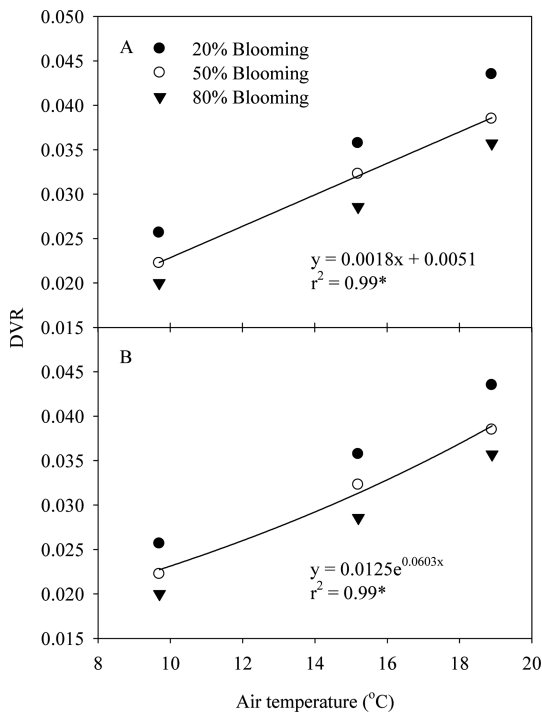 0.050
A
20% Blooming
0.045
50% Blooming
0.040
80% Blooming
0.035
0.030
0.025
y = 0.0018x + 0.0051
0.020
r² = 0.99*
0.015
DVR
B
0.045
0.040
0.035
0.030
0.025
y = 0.0125e^0.0603x
0.020
r² = 0.99*
0.015
8 10 12 14 16 18 20
Air temperature (°C)